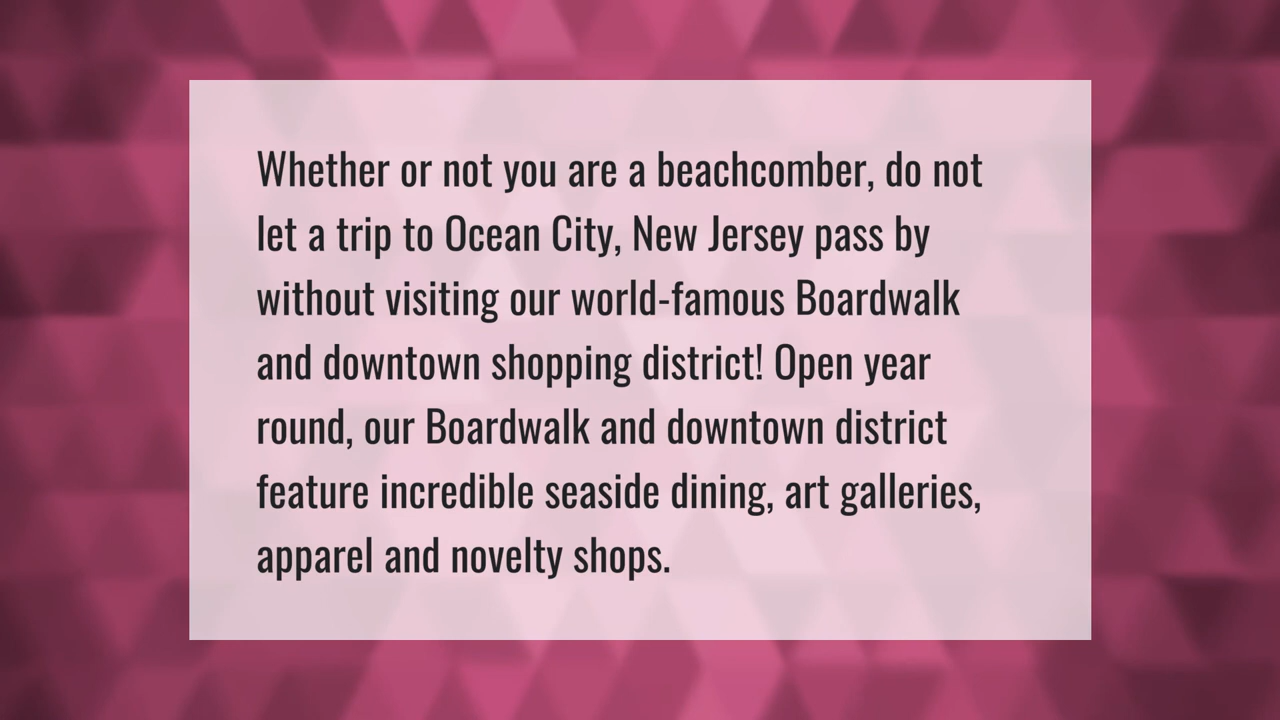 Whether or not you are a beachcomber, do not
let a trip to Ocean City, New Jersey pass by
without visiting our world-famous Boardwalk
and downtown shopping district! Open year
round, our Boardwalk and downtown district
feature incredible seaside dining, art galleries,
apparel and novelty shops.